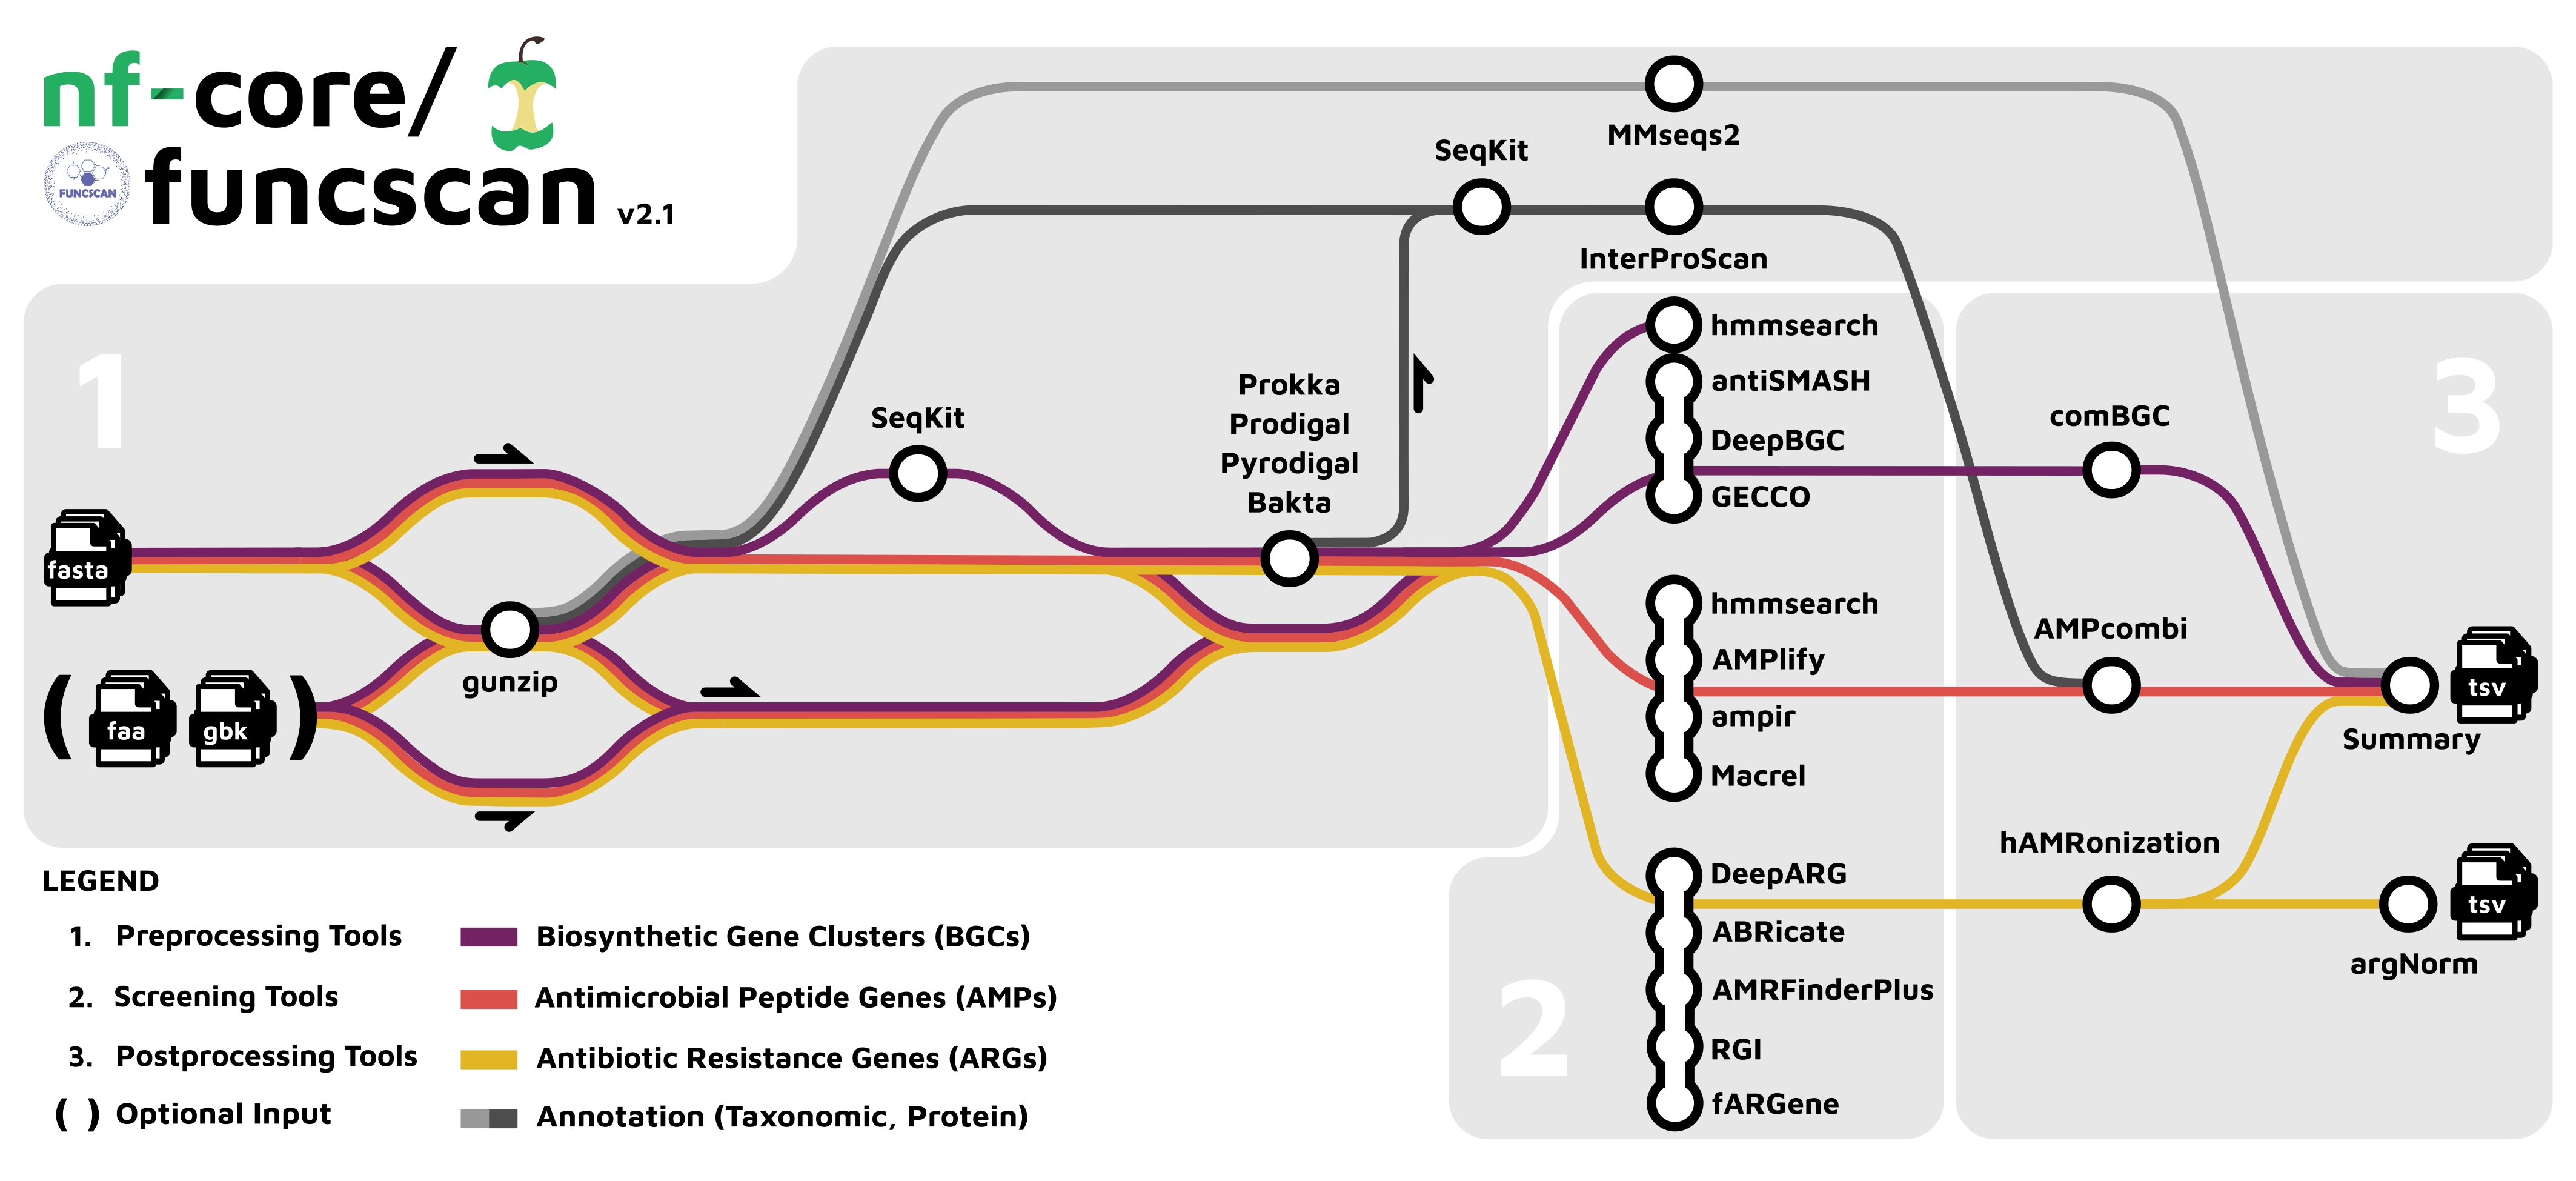 nf-core/
funcscan v2.1
FUNCSCAN
MMseqs2
SeqKit
InterProScan
1
2
3
SeqKit
Prokka
Prodigal
Pyrodigal
Bakta
fasta
gunzip
( faa gbk )
hmmsearch
antiSMASH
DeepBGC
GECCO
hmmsearch
AMPlify
ampir
Macrel
DeepARG
ABRicate
AMRFinderPlus
RGI
fARGene
comBGC
AMPcombi
hAMRonization
tsv
Summary
tsv
argNorm
LEGEND
1. Preprocessing Tools
2. Screening Tools
3. Postprocessing Tools
( ) Optional Input
Biosynthetic Gene Clusters (BGCs)
Antimicrobial Peptide Genes (AMPs)
Antibiotic Resistance Genes (ARGs)
Annotation (Taxonomic, Protein)